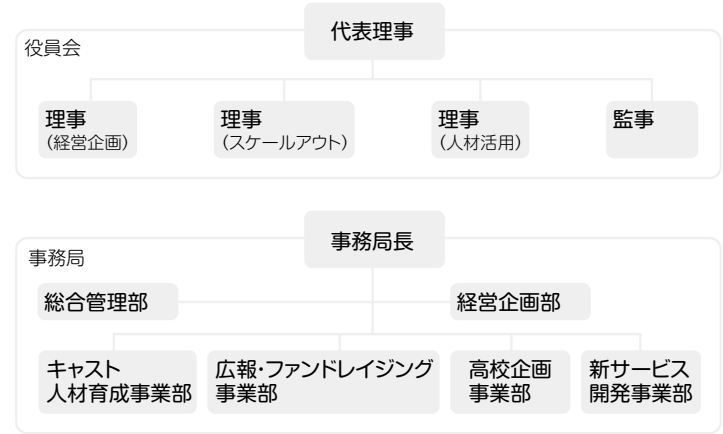 代表理事
役員会
理事
（経営企画）
理事
（スケールアウト）
理事
（人材活用）
監事
事務局長
事務局
総合管理部
経営企画部
キャスト
人材育成事業部
広報・ファンドレイジング
事業部
高校企画
事業部
新サービス
開発事業部